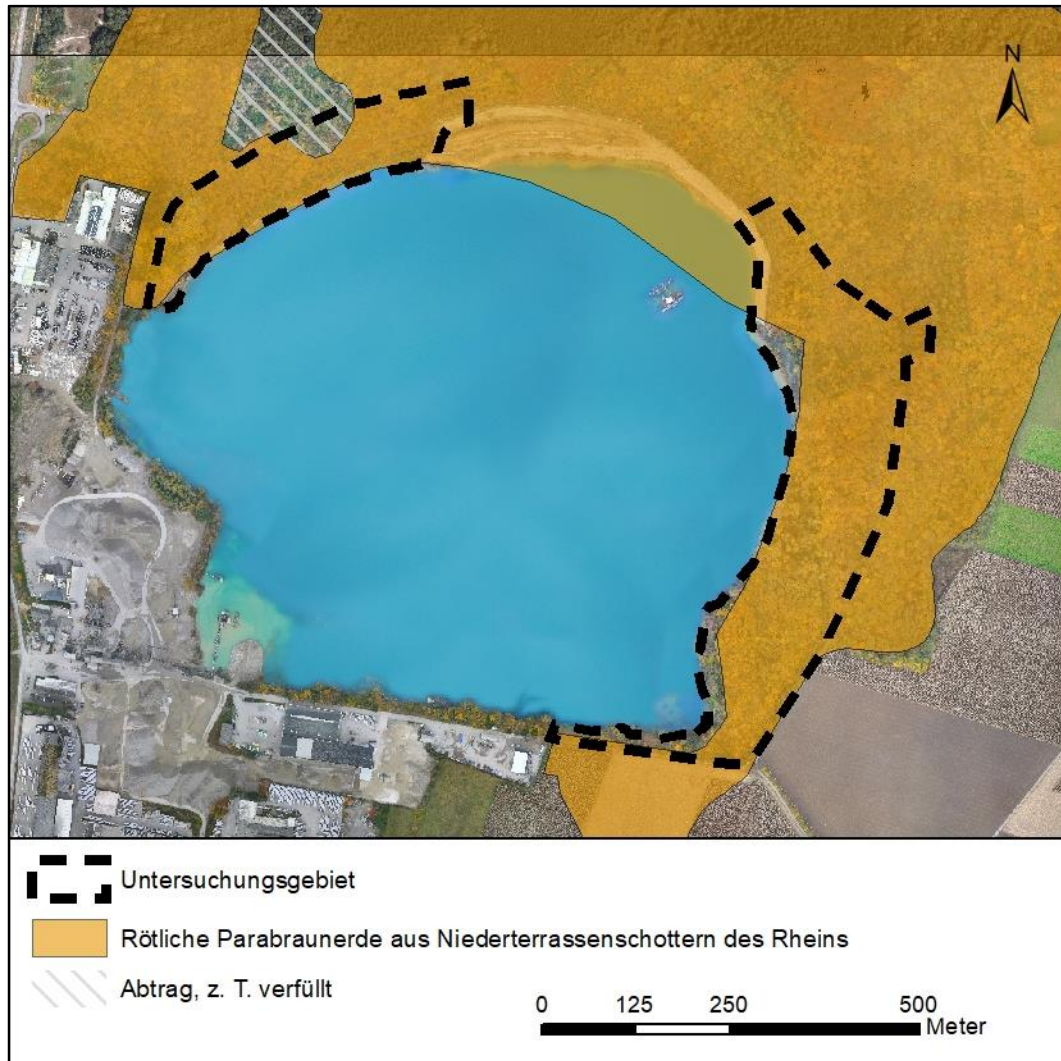 N
Untersuchungsgebiet
Rötliche Parabraunerde aus Niederterrassenschottern des Rheins
Abtrag, z. T. verfüllt
0 125 250 500
Meter